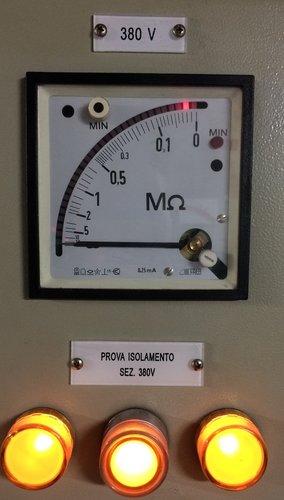 380 V
MIN
0,3
0,1
0
MIN
0,5
1
MΩ
2
5
0.25 mA
PROVA ISOLAMENTO
SEZ. 380V